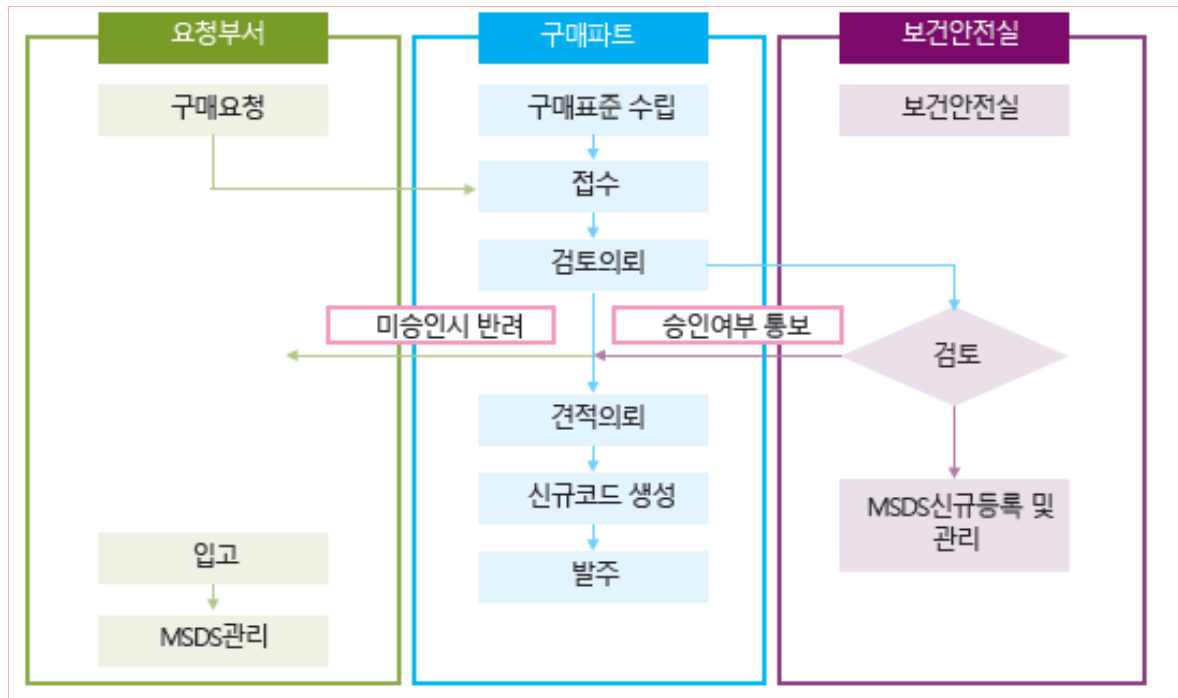 요청부서
구매파트
보건안전실
구매요청
구매표준 수립
보건안전실
접수
검토의뢰
미승인시 반려
승인여부 통보
검토
견적의뢰
신규코드 생성
MSDS신규등록 및
관리
입고
발주
MSDS관리